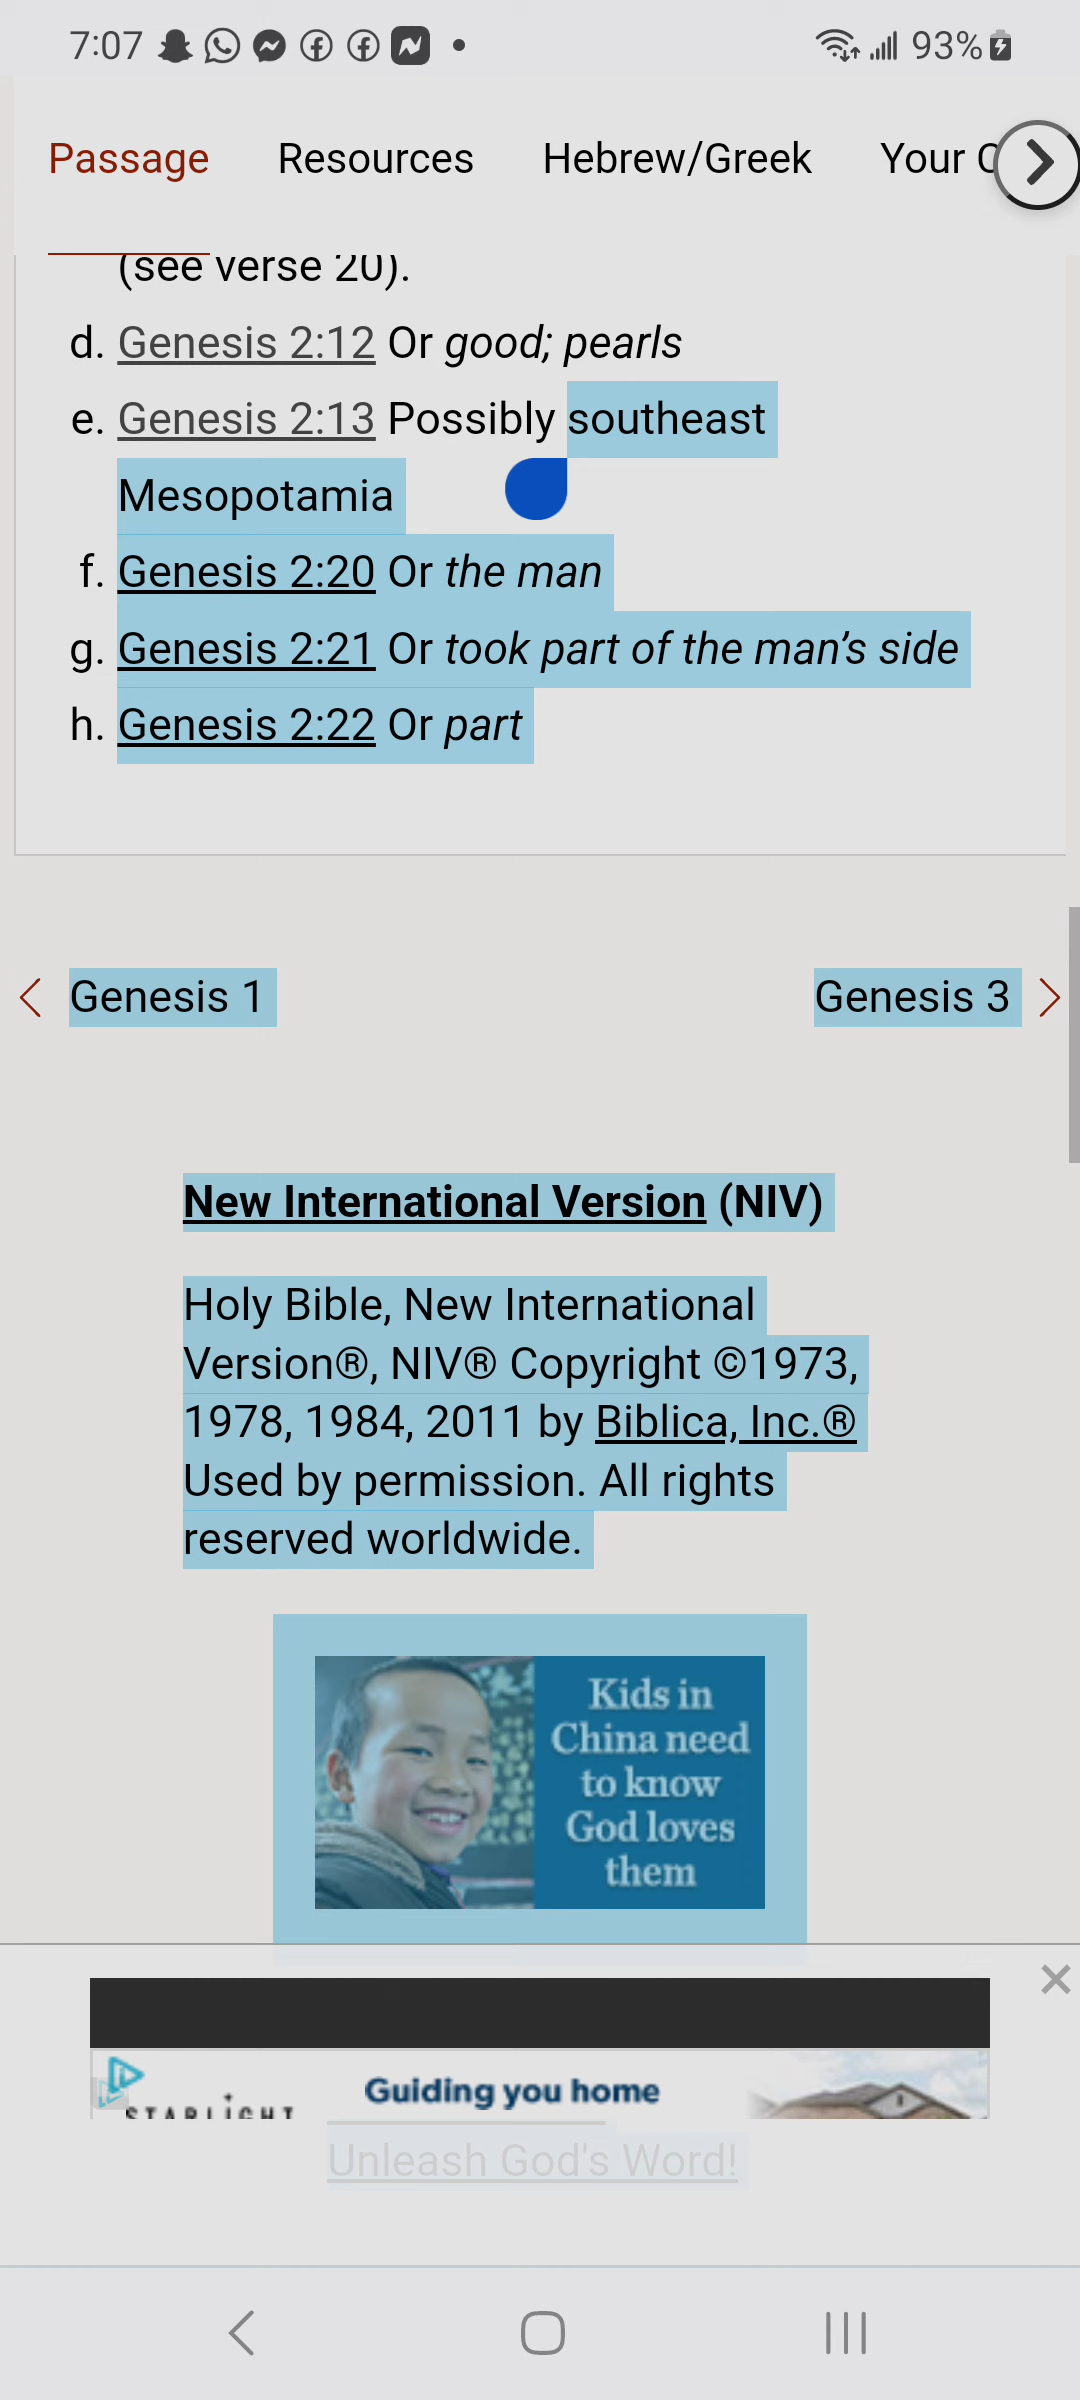 7:07 93%
Passage Resources Hebrew/Greek Your
(see verse 20).
d. Genesis 2:12 Or good; pearls
e. Genesis 2:13 Possibly southeast
Mesopotamia
f. Genesis 2:20 Or the man
g. Genesis 2:21 Or took part of the man’s side
h. Genesis 2:22 Or part
Genesis 1 Genesis 3
New International Version (NIV)
Holy Bible, New International
Version®, NIV® Copyright ©1973,
1978, 1984, 2011 by Biblica, Inc.®
Used by permission. All rights
reserved worldwide.
Kids in
China need
to know
God loves
them
Guiding you home
STARLIGHT
Unleash God's Word!